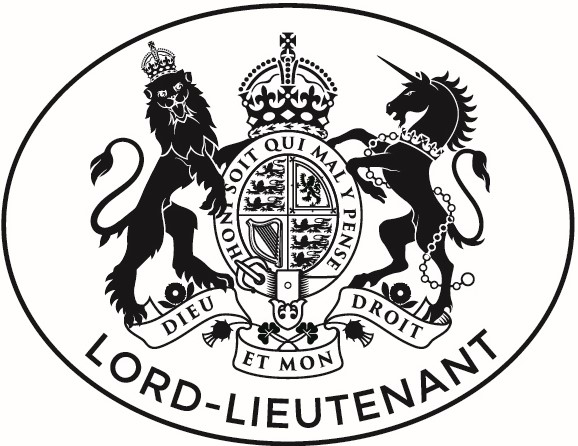 HONI SOIT QUI MAL Y PENSE
DIEU ET MON DROIT
LORD-LIEUTENANT